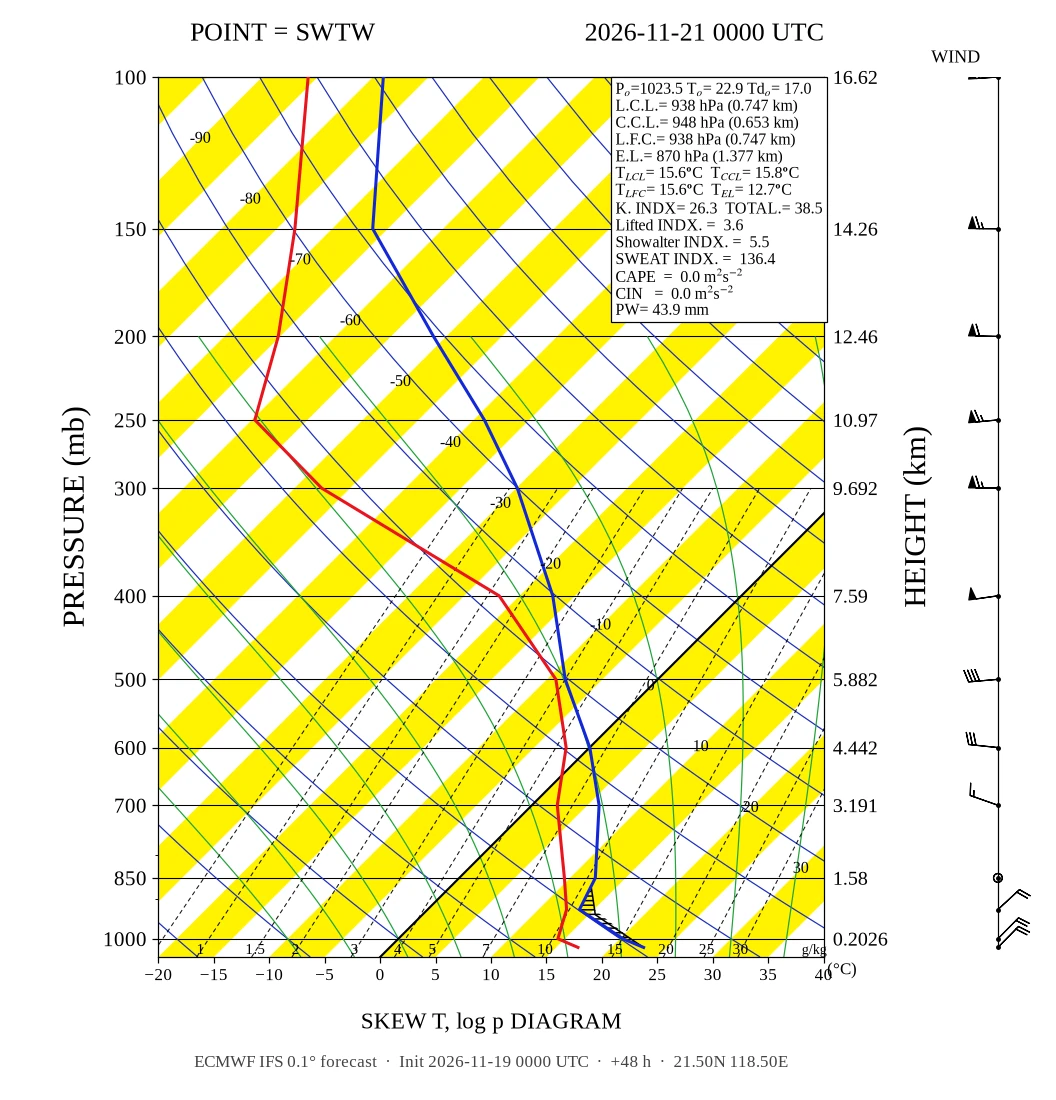 POINT = SWTW
2026-11-21 0000 UTC
WIND
Pₒ=1023.5 Tₒ= 22.9 Tdₒ= 17.0
L.C.L.= 938 hPa (0.747 km)
C.C.L.= 948 hPa (0.653 km)
L.F.C.= 938 hPa (0.747 km)
E.L.= 870 hPa (1.377 km)
T_LCL= 15.6°C T_CCL= 15.8°C
T_LFC= 15.6°C T_EL= 12.7°C
K. INDX= 26.3 TOTAL.= 38.5
Lifted INDX. = 3.6
Showalter INDX. = 5.5
SWEAT INDX. = 136.4
CAPE = 0.0 m²s⁻²
CIN = 0.0 m²s⁻²
PW= 43.9 mm
100 16.62
-90
-80
150 14.26
-70
-60
200 12.46
-50
250 10.97
-40
300 9.692
-30
-20
400 7.59
-10
500 5.882
0
600 4.442
10
700 3.191
20
30
850 1.58
1000 0.2026
PRESSURE (mb)
HEIGHT (km)
1 1.5 2 3 4 5 7 10 15 20 25 30 g/kg
−20 −15 −10 −5 0 5 10 15 20 25 30 35 40 (°C)
SKEW T, log p DIAGRAM
ECMWF IFS 0.1° forecast · Init 2026-11-19 0000 UTC · +48 h · 21.50N 118.50E